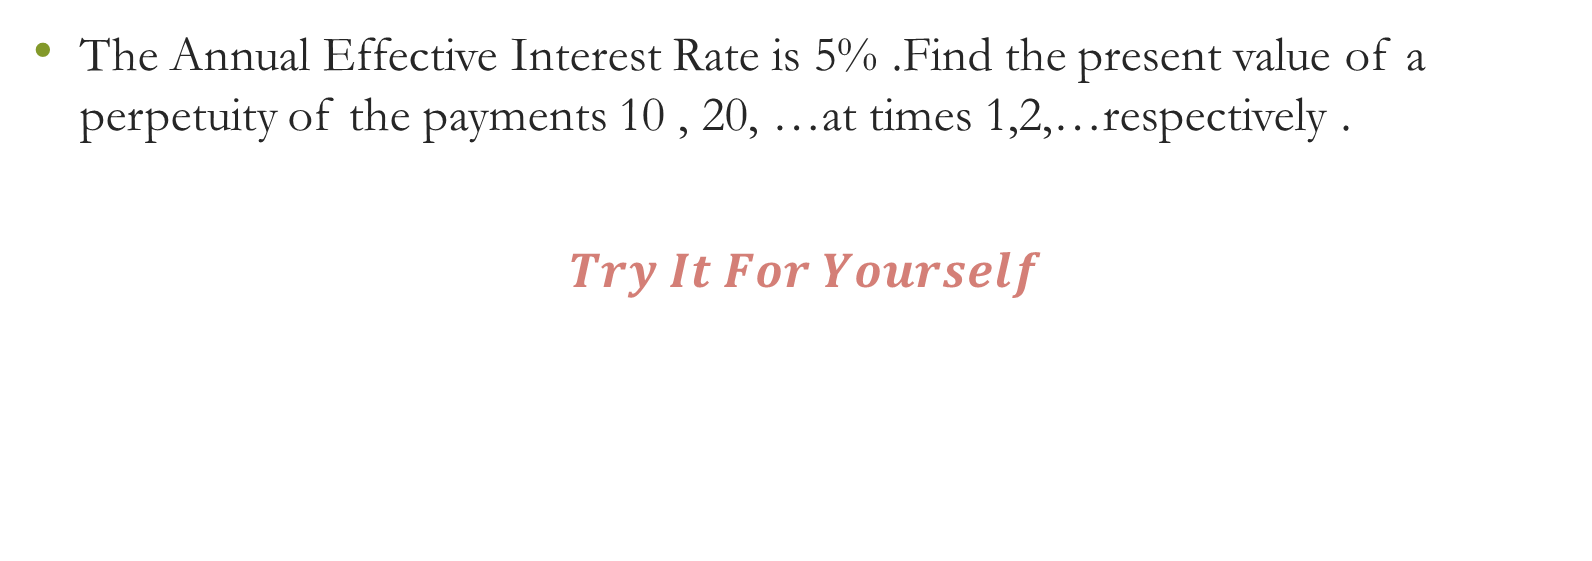 • The Annual Effective Interest Rate is 5% .Find the present value of a
perpetuity of the payments 10 , 20, …at times 1,2,…respectively .
Try It For Yourself